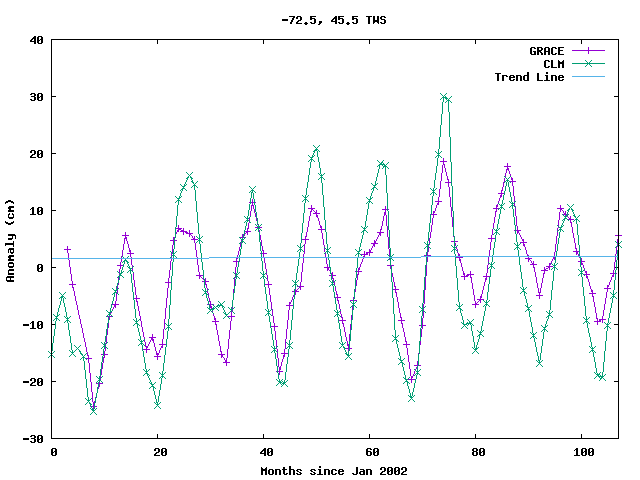 -72.5, 45.5 TWS
40
30
20
10
0
-10
-20
-30
0 20 40 60 80 100
Anomaly (cm)
Months since Jan 2002
GRACE
CLM
Trend Line